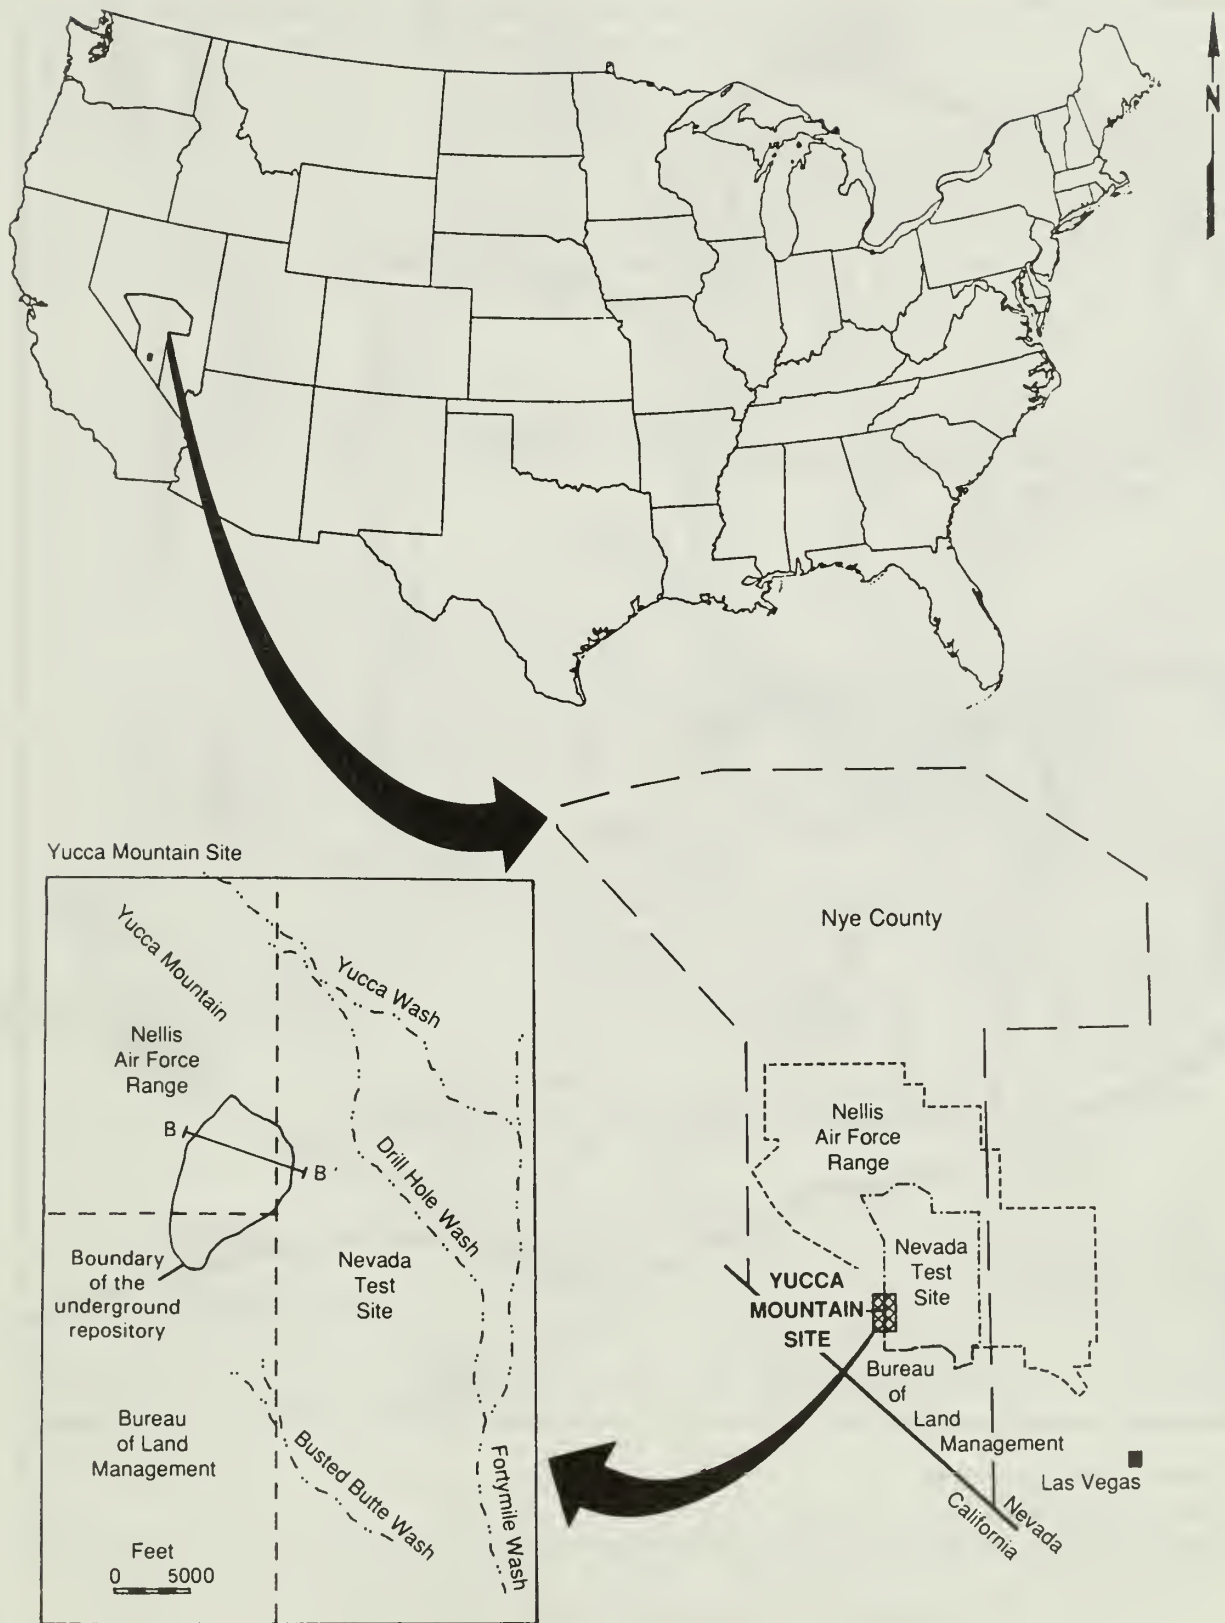 N
Yucca Mountain Site
Yucca Mountain
Yucca Wash
Nellis
Air Force
Range
B
B'
Drill Hole Wash
Boundary
of the
underground
repository
Nevada
Test
Site
Bureau
of Land
Management
Busted Butte Wash
Fortymile Wash
Feet
0 5000
Nye County
Nellis
Air Force
Range
Nevada
Test
Site
YUCCA
MOUNTAIN
SITE
Bureau
of
Land
Management
Las Vegas
Nevada
California